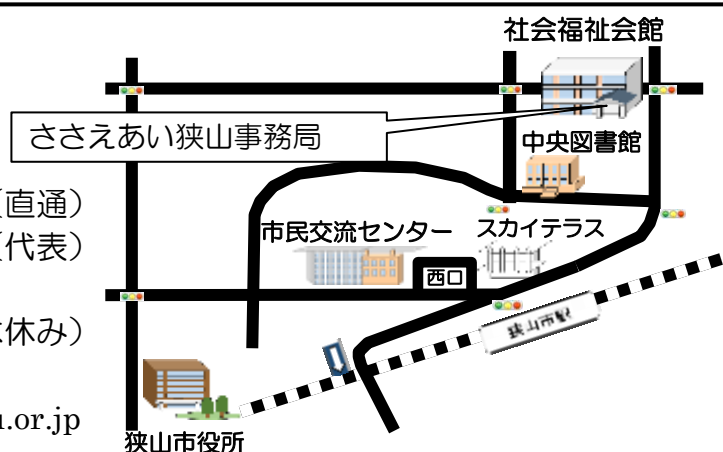 社会福祉会館
ささえあい狭山事務局
中央図書館
直通）
代表）
市民交流センター
スカイテラス
西口
狭山市駅
休み）
u.or.jp
狭山市役所